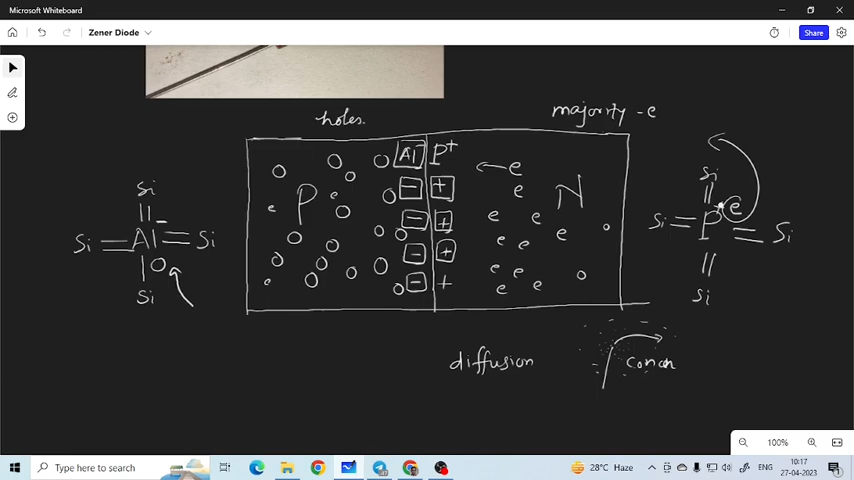 Microsoft Whiteboard
Zener Diode
Share
holes.
majority - e
Al P+
P
N
Si
Si = Al = Si
Si
Si
Si = P = Si
e
Si
diffusion
100%
Type here to search
28°C Haze
ENG
10:17
27-04-2023